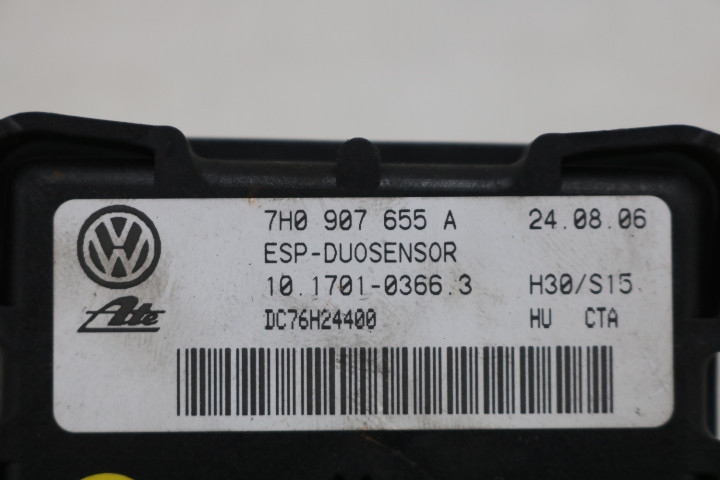 7H0 907 655 A 24.08.06
ESP-DUOSENSOR
10.1701-0366.3 H30/S15
Ate DC76H24400 HU CTA